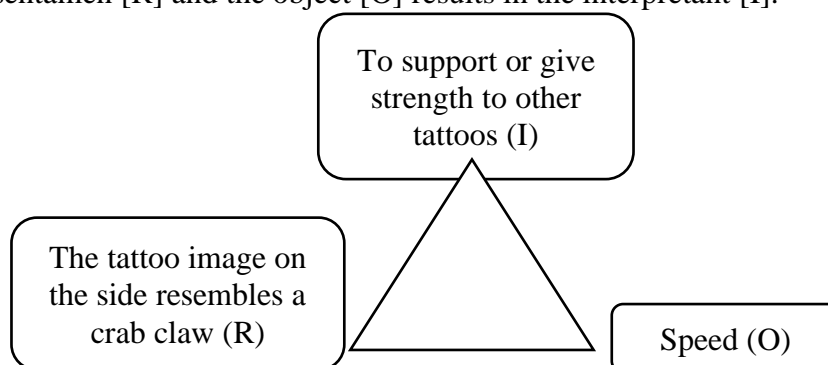 and the object [O] results in the interpretant [I].
To support or give
strength to other
tattoos (I)
The tattoo image on
the side resembles a
crab claw (R)
Speed (O)